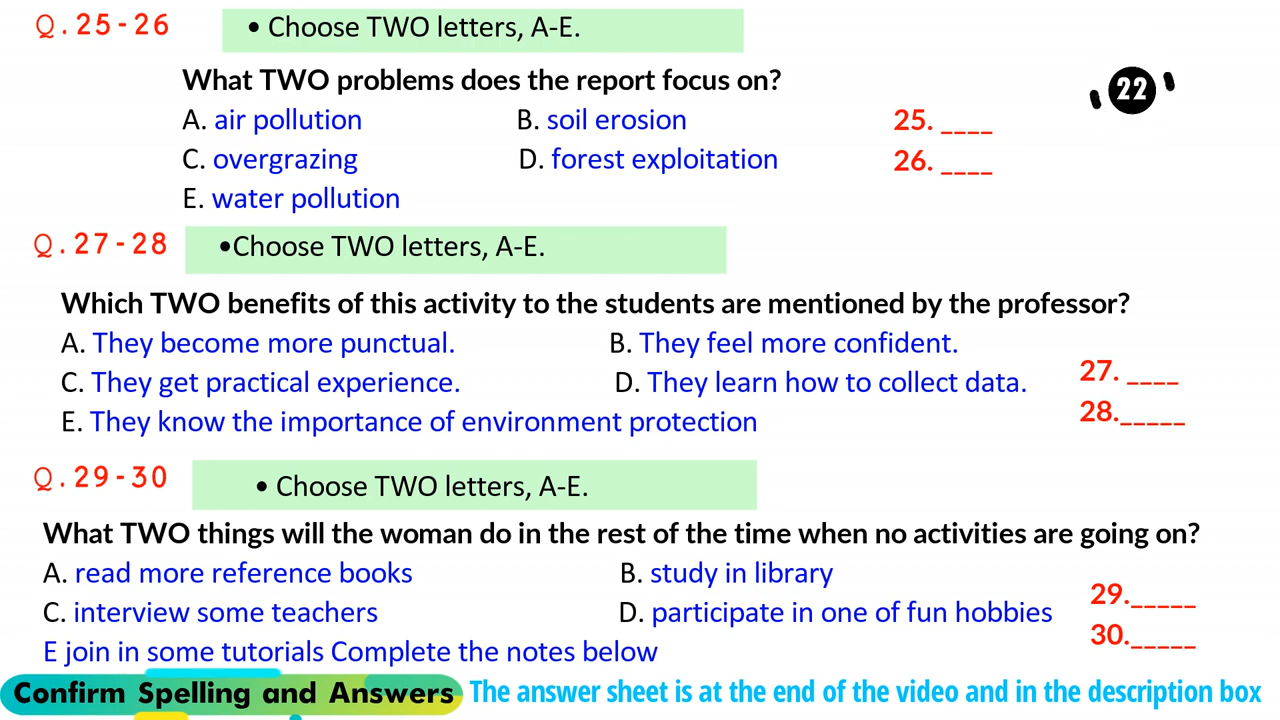 Q.25-26
• Choose TWO letters, A-E.
What TWO problems does the report focus on?
22
A. air pollution B. soil erosion 25. ____
C. overgrazing D. forest exploitation 26. ____
E. water pollution
Q.27-28
•Choose TWO letters, A-E.
Which TWO benefits of this activity to the students are mentioned by the professor?
A. They become more punctual. B. They feel more confident.
27. ____
C. They get practical experience. D. They learn how to collect data.
28._____
E. They know the importance of environment protection
Q.29-30
• Choose TWO letters, A-E.
What TWO things will the woman do in the rest of the time when no activities are going on?
A. read more reference books B. study in library
29._____
C. interview some teachers D. participate in one of fun hobbies
30._____
E join in some tutorials Complete the notes below
Confirm Spelling and Answers The answer sheet is at the end of the video and in the description box